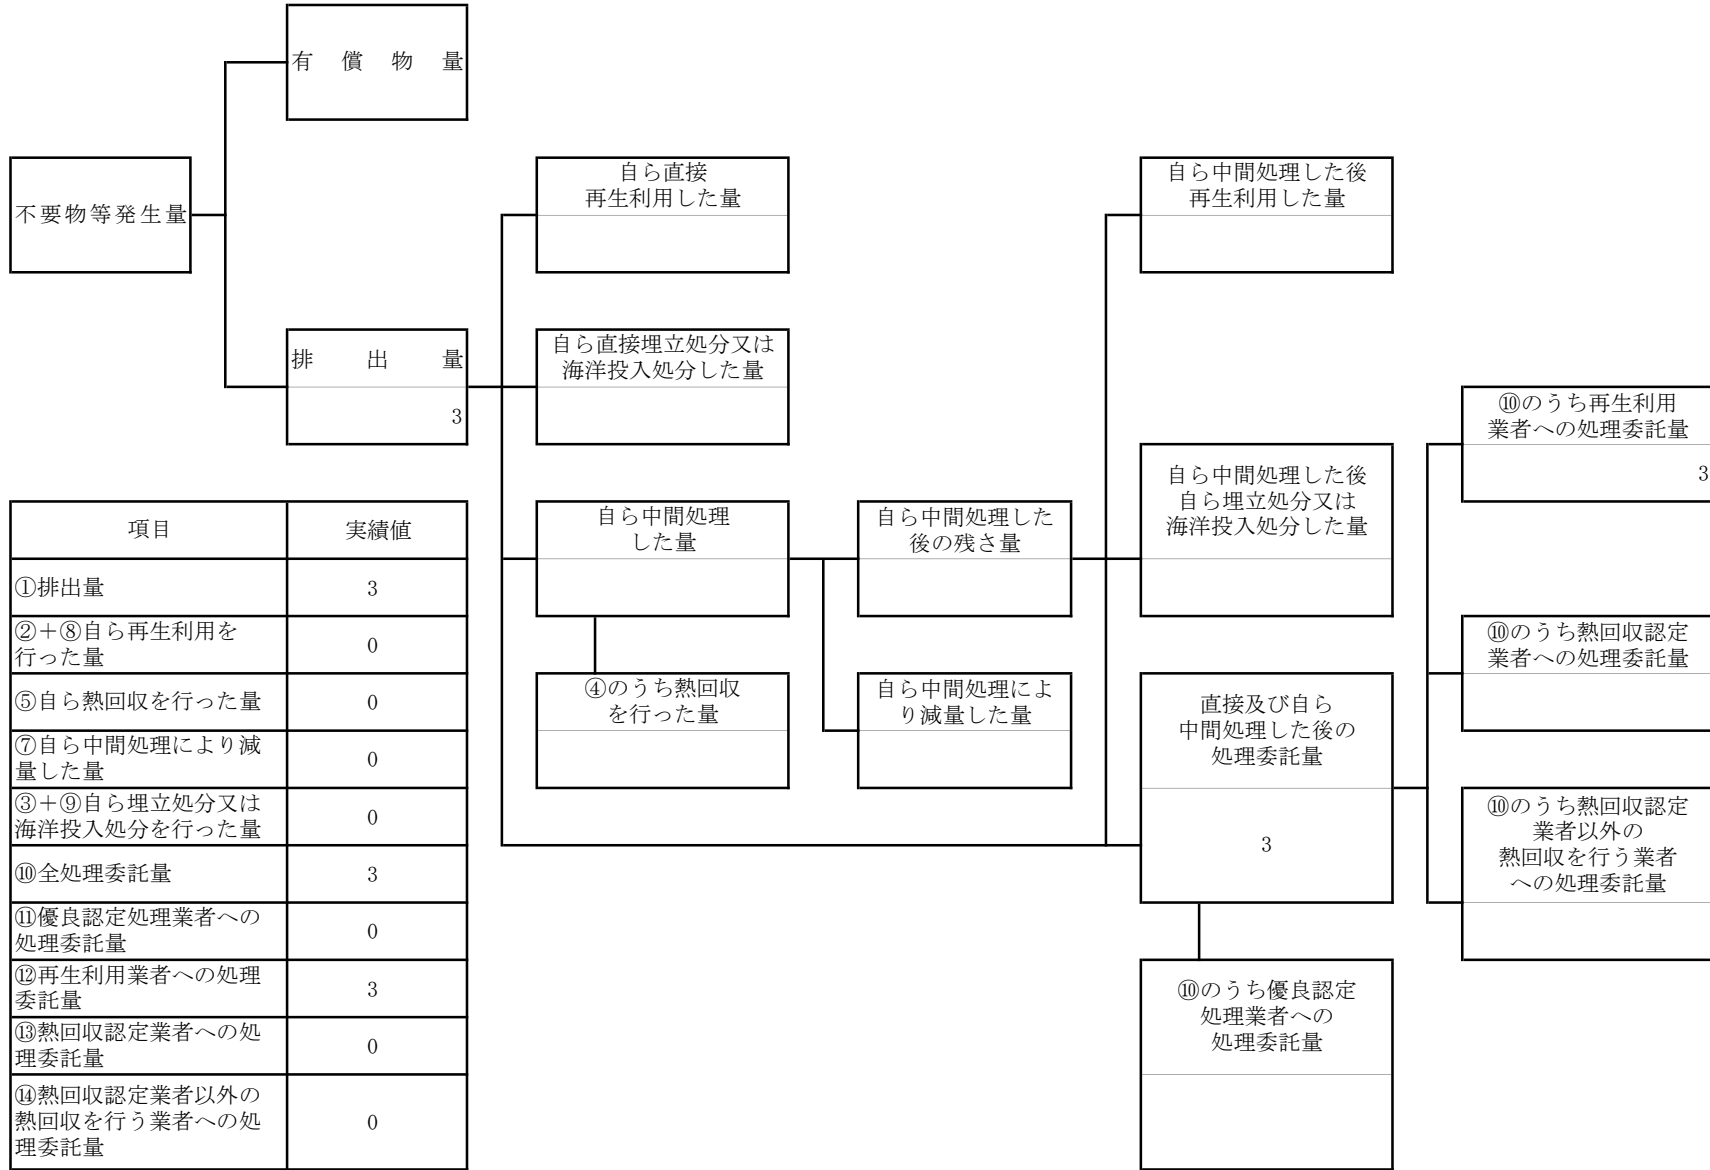 有償物量
自ら直接
再生利用した量
自ら中間処理した後
再生利用した量
不要物等発生量
排出量
3
自ら直接埋立処分又は
海洋投入処分した量
⑩のうち再生利用
業者への処理委託量
3
自ら中間処理した後
自ら埋立処分又は
海洋投入処分した量
自ら中間処理
した量
自ら中間処理した
後の残さ量
⑩のうち熱回収認定
業者への処理委託量
④のうち熱回収
を行った量
自ら中間処理によ
り減量した量
直接及び自ら
中間処理した後の
処理委託量
3
⑩のうち熱回収認定
業者以外の
熱回収を行う業者
への処理委託量
⑩のうち優良認定
処理業者への
処理委託量
項目 実績値
①排出量 3
②+⑧自ら再生利用を
行った量 0
⑤自ら熱回収を行った量 0
⑦自ら中間処理により減
量した量 0
③+⑨自ら埋立処分又は
海洋投入処分を行った量 0
⑩全処理委託量 3
⑪優良認定処理業者への
処理委託量 0
⑫再生利用業者への処理
委託量 3
⑬熱回収認定業者への処
理委託量 0
⑭熱回収認定業者以外の
熱回収を行う業者への処
理委託量 0